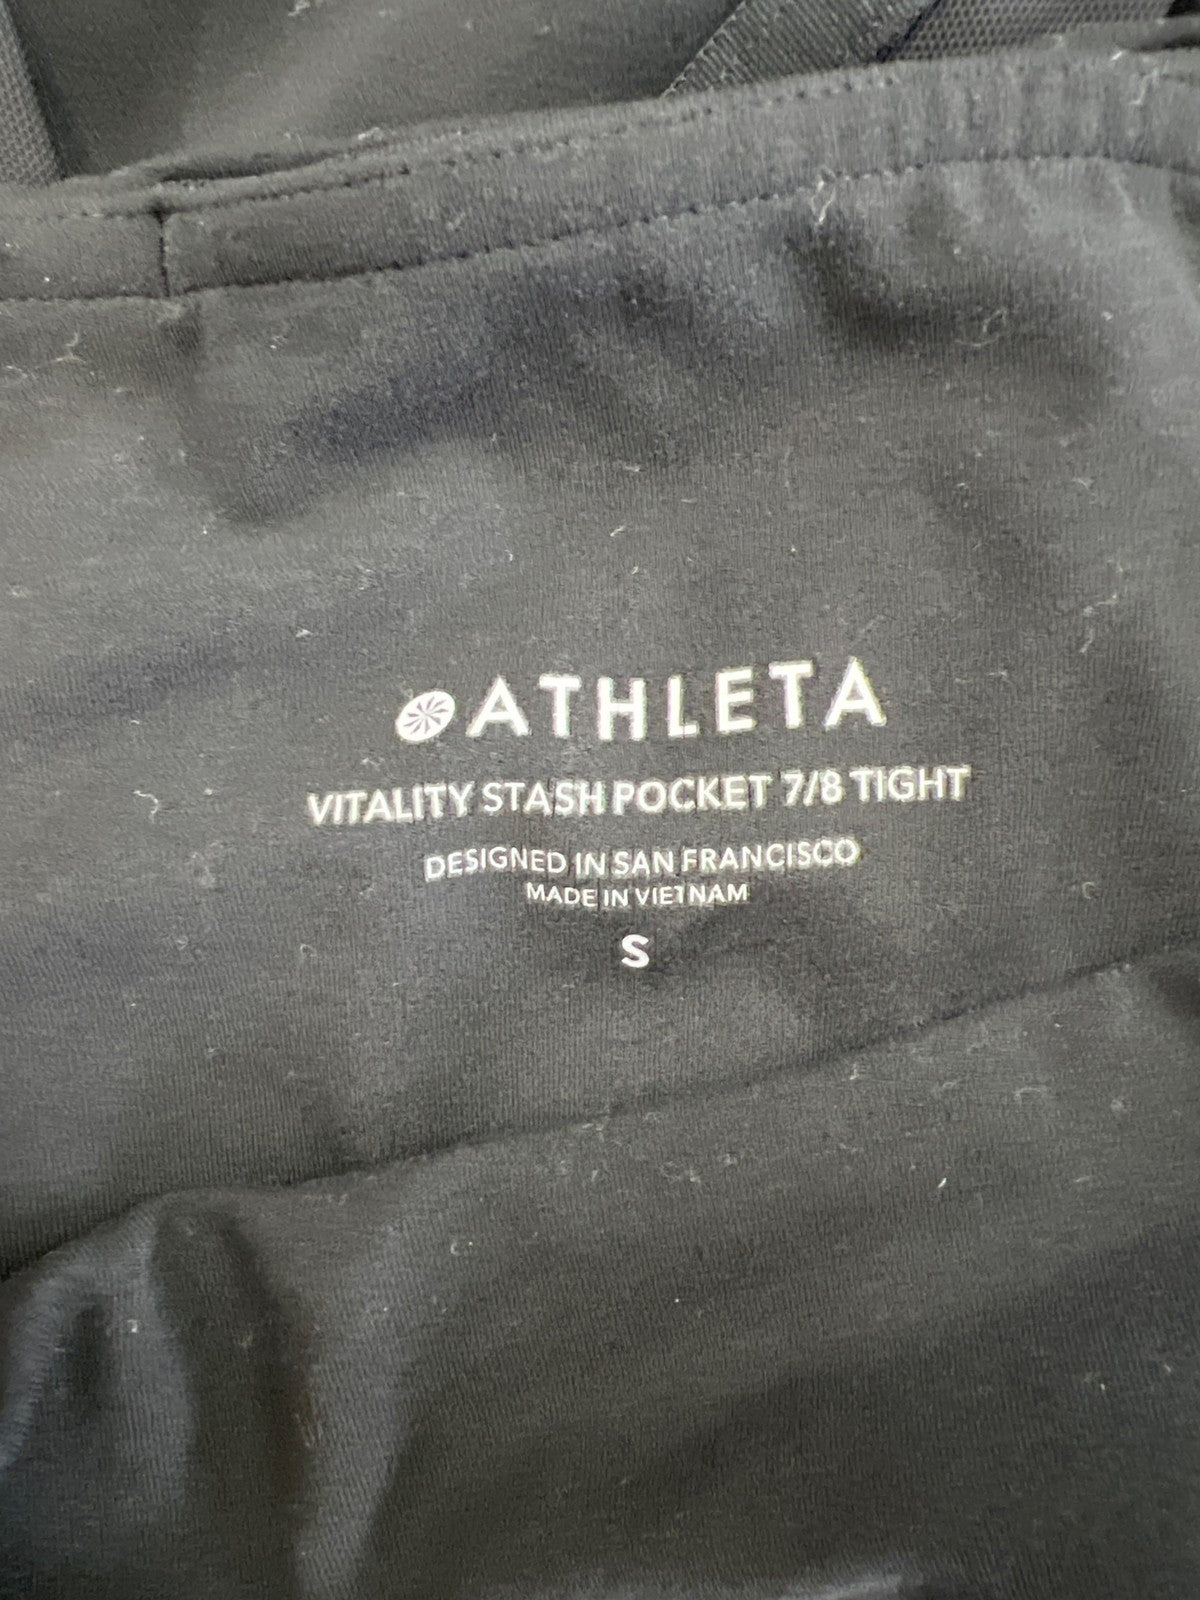 ATHLETA
VITALITY STASH POCKET 7/8 TIGHT
DESIGNED IN SAN FRANCISCO
MADE IN VIETNAM
S